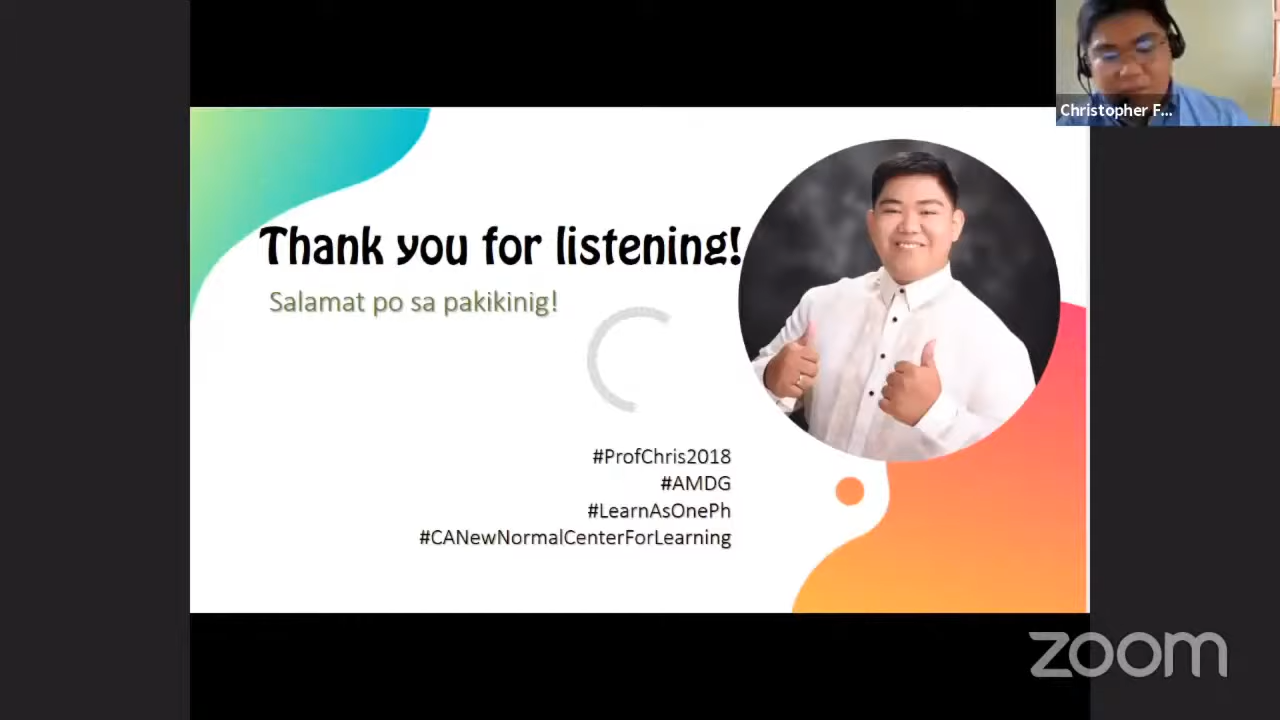 Christopher F...
Thank you for listening!
Salamat po sa pakikinig!
#ProfChris2018
#AMDG
#LearnAsOnePh
#CANewNormalCenterForLearning
zoom